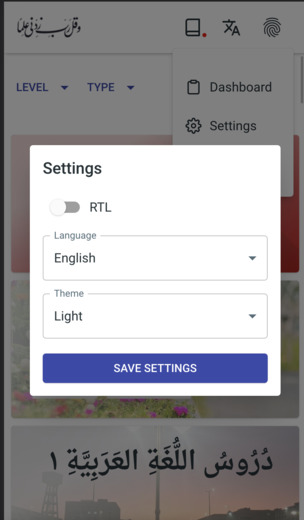 وقل رب زدني علما
LEVEL
TYPE
Dashboard
Settings
Settings
RTL
Language
English
Theme
Light
SAVE SETTINGS
دُرُوسُ اللُّغَةِ العَرَبِيَّةِ ١